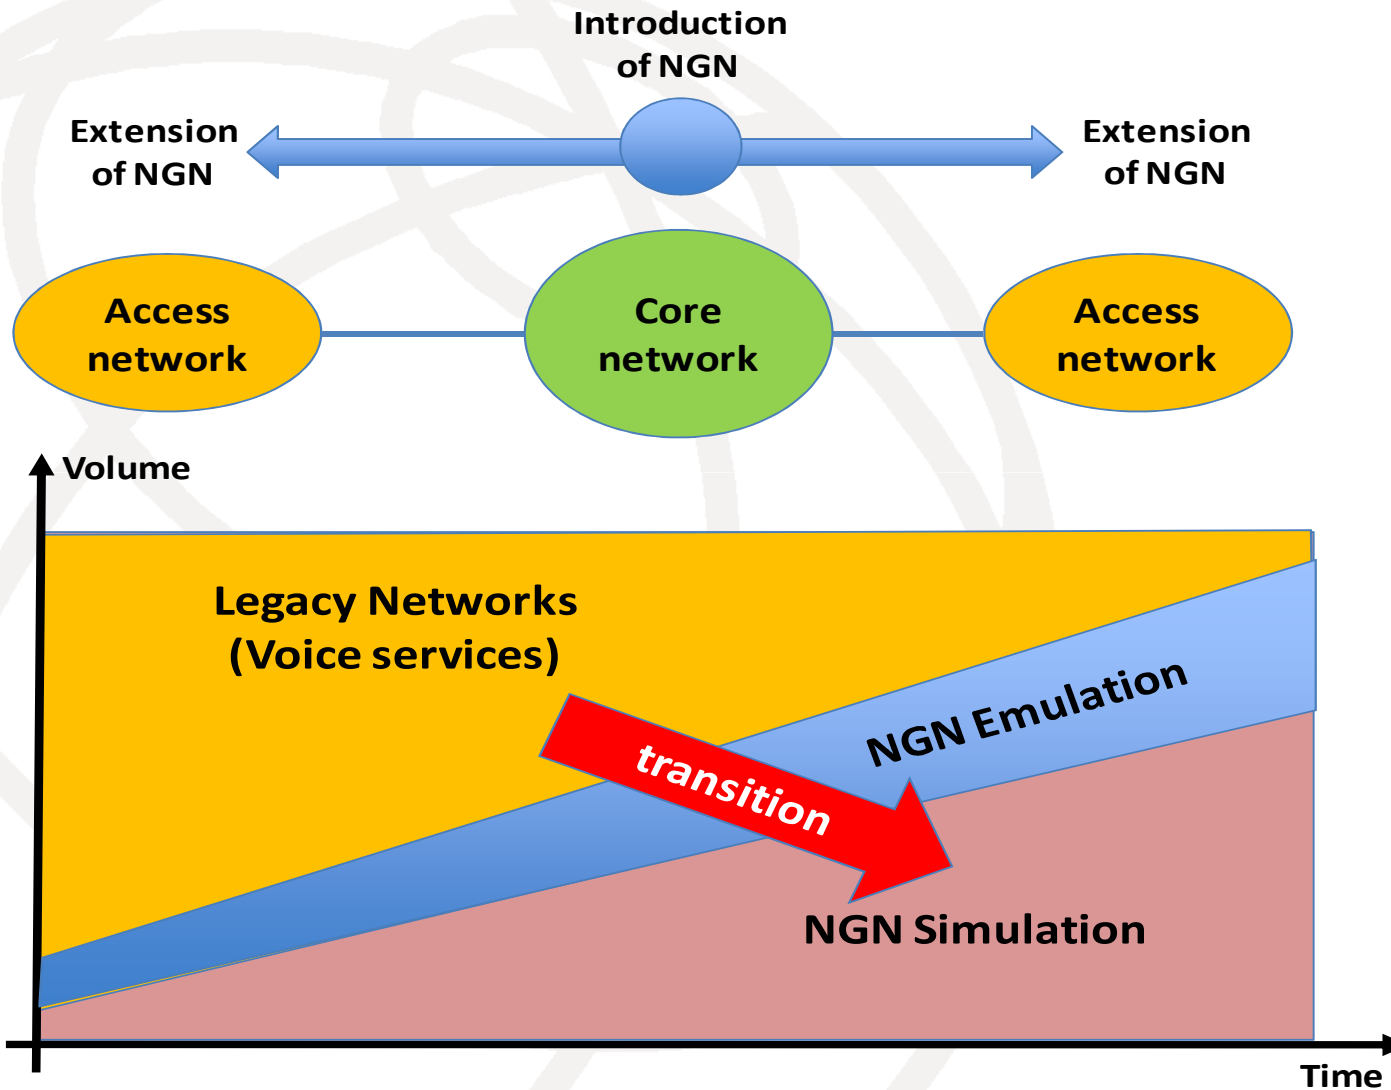 Introduction
of NGN
Extension
of NGN
Extension
of NGN
Access
network
Core
network
Access
network
Volume
Legacy Networks
(Voice services)
NGN Emulation
transition
NGN Simulation
Time